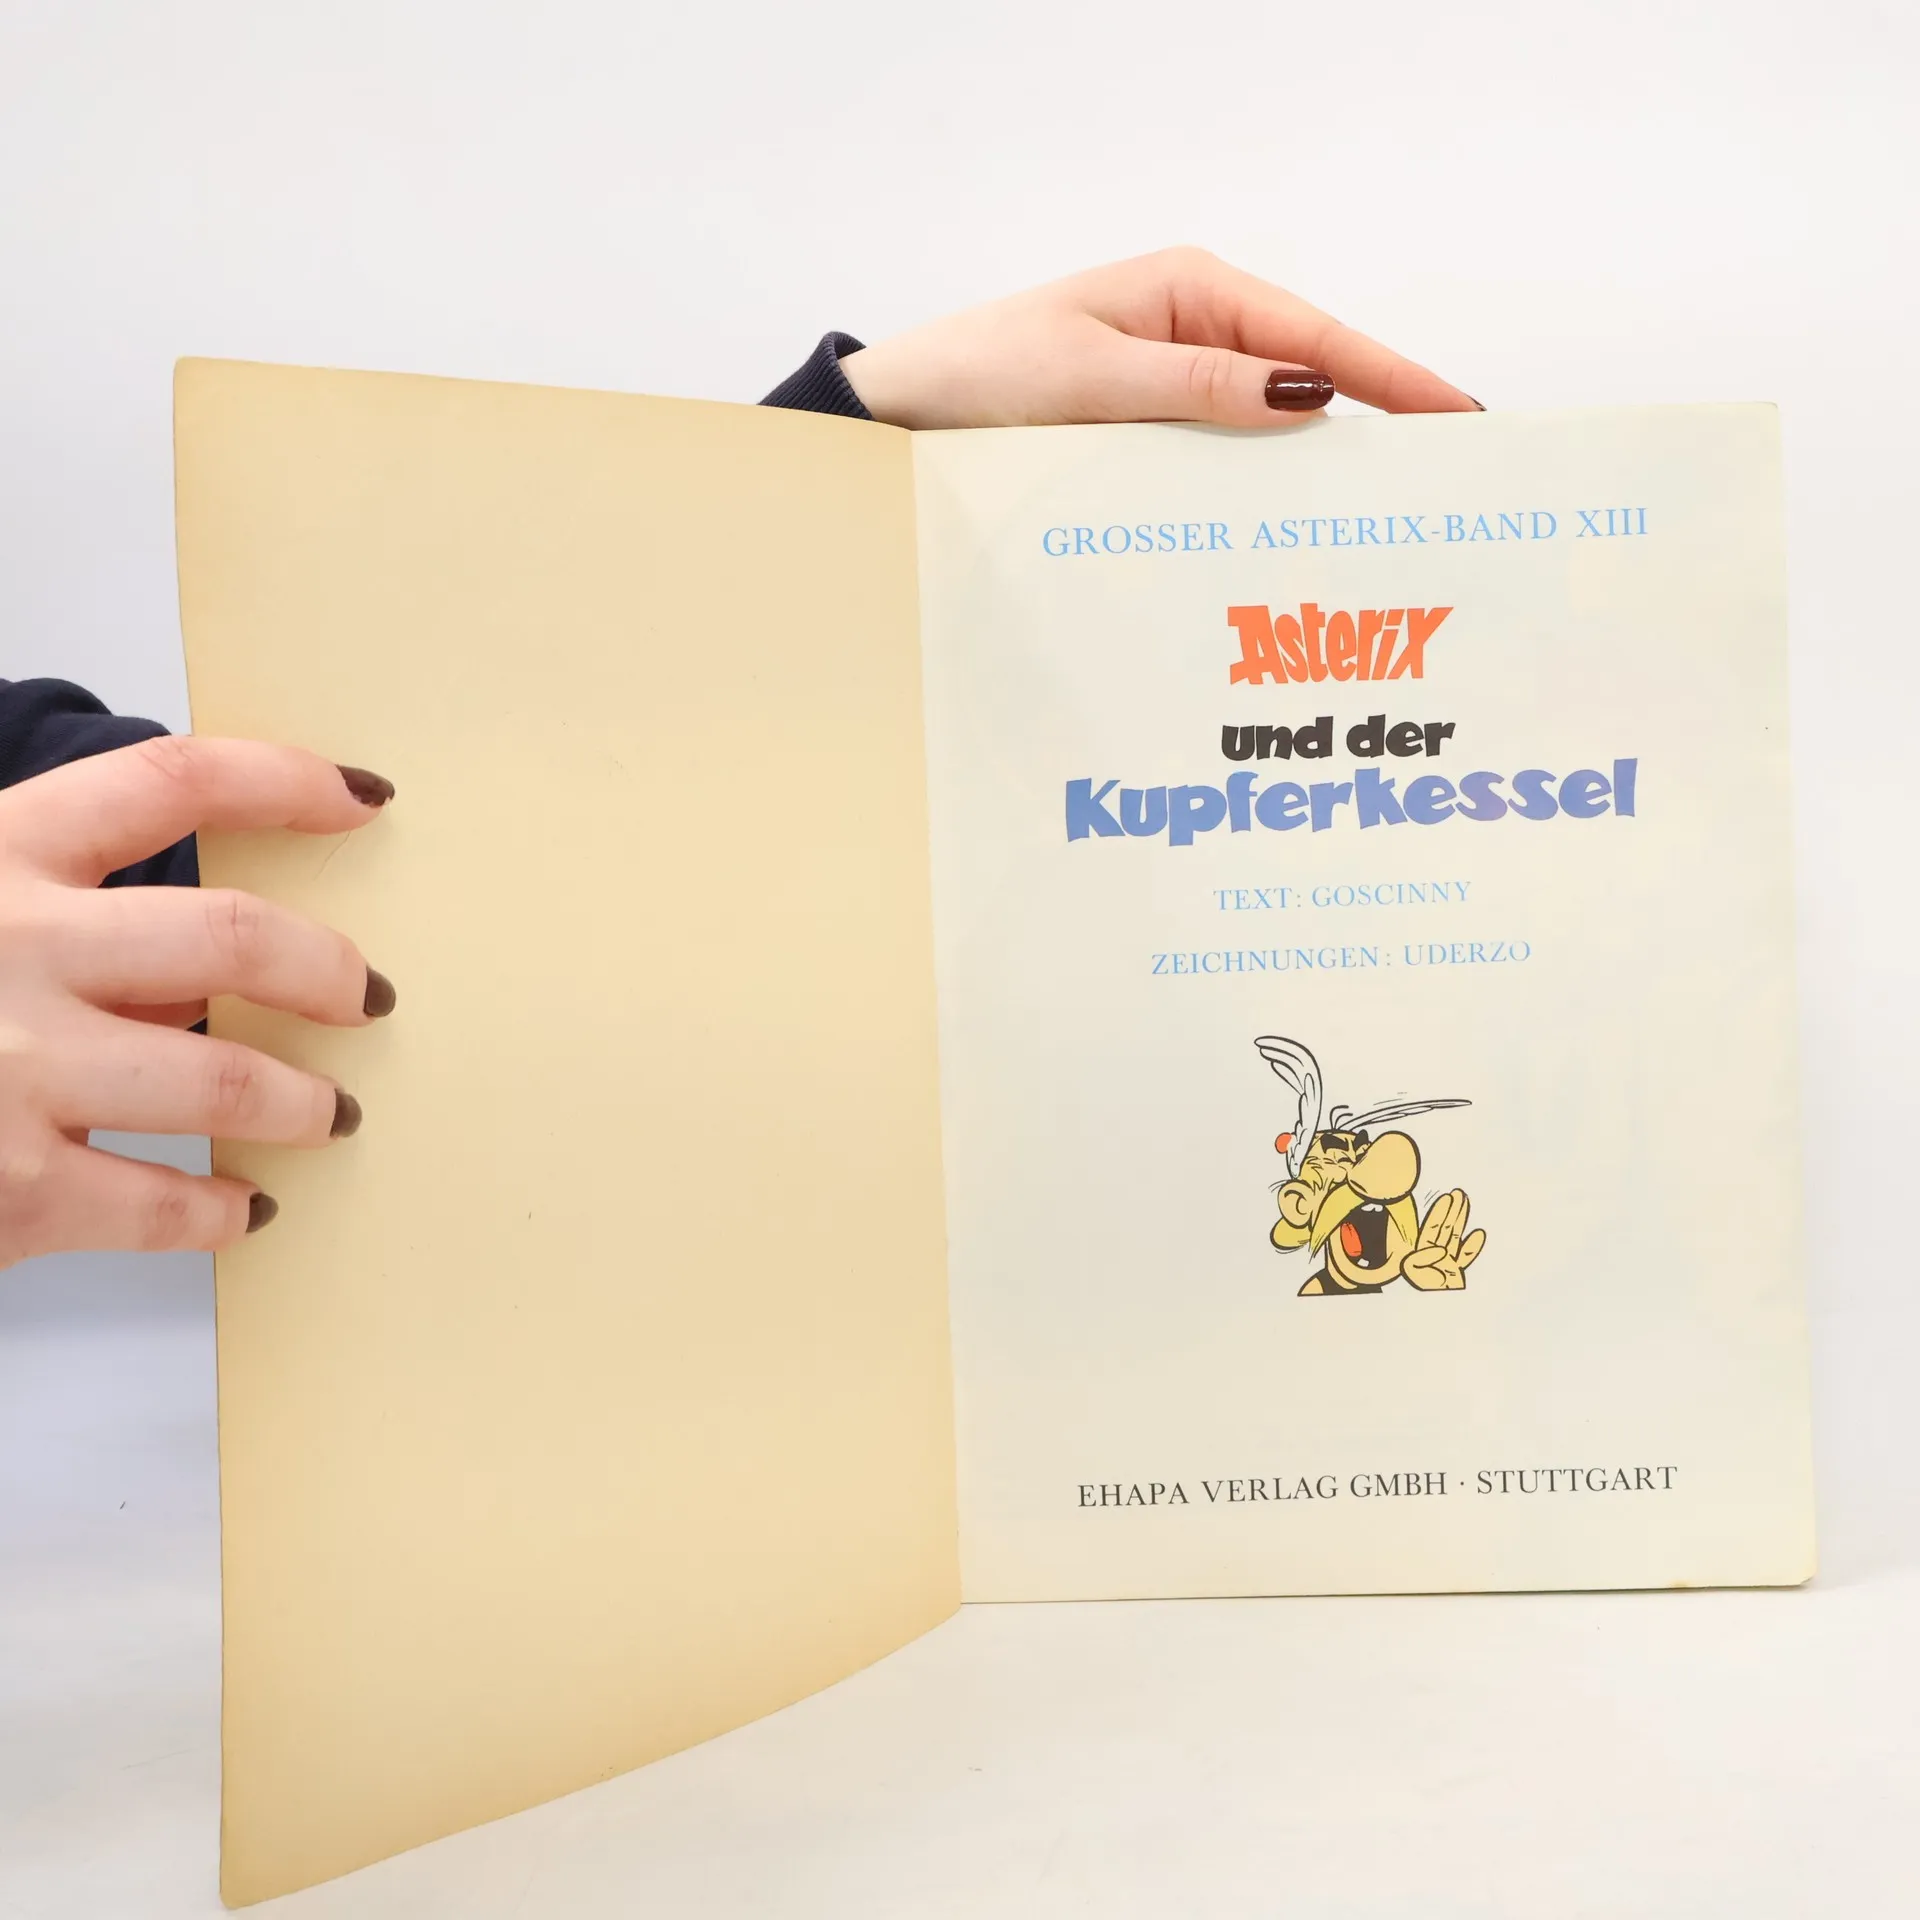 GROSSER ASTERIX-BAND XIII
Asterix
und der
Kupferkessel
TEXT: GOSCINNY
ZEICHNUNGEN: UDERZO
EHAPA VERLAG GMBH · STUTTGART